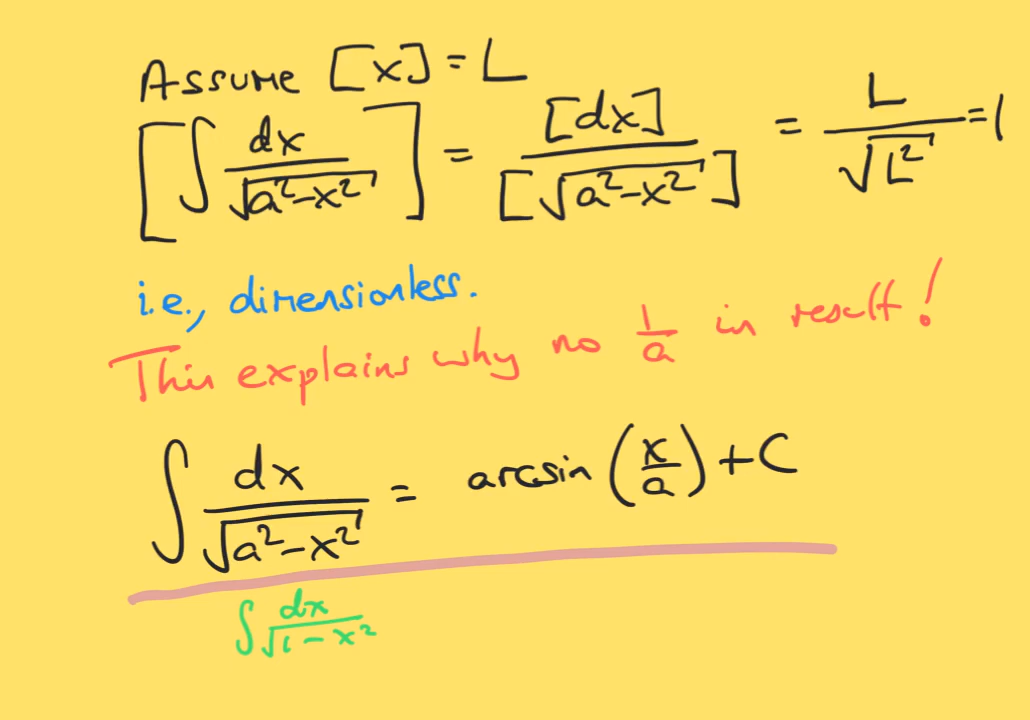 Assume [x] = L
[∫ dx/√(a²-x²)] = [dx]/[√(a²-x²)] = L/√(L²) = 1
i.e., dimensionless.
This explains why no 1/a in result!
∫ dx/√(a²-x²) = arcsin (x/a) + C
∫ dx/√(1-x²)